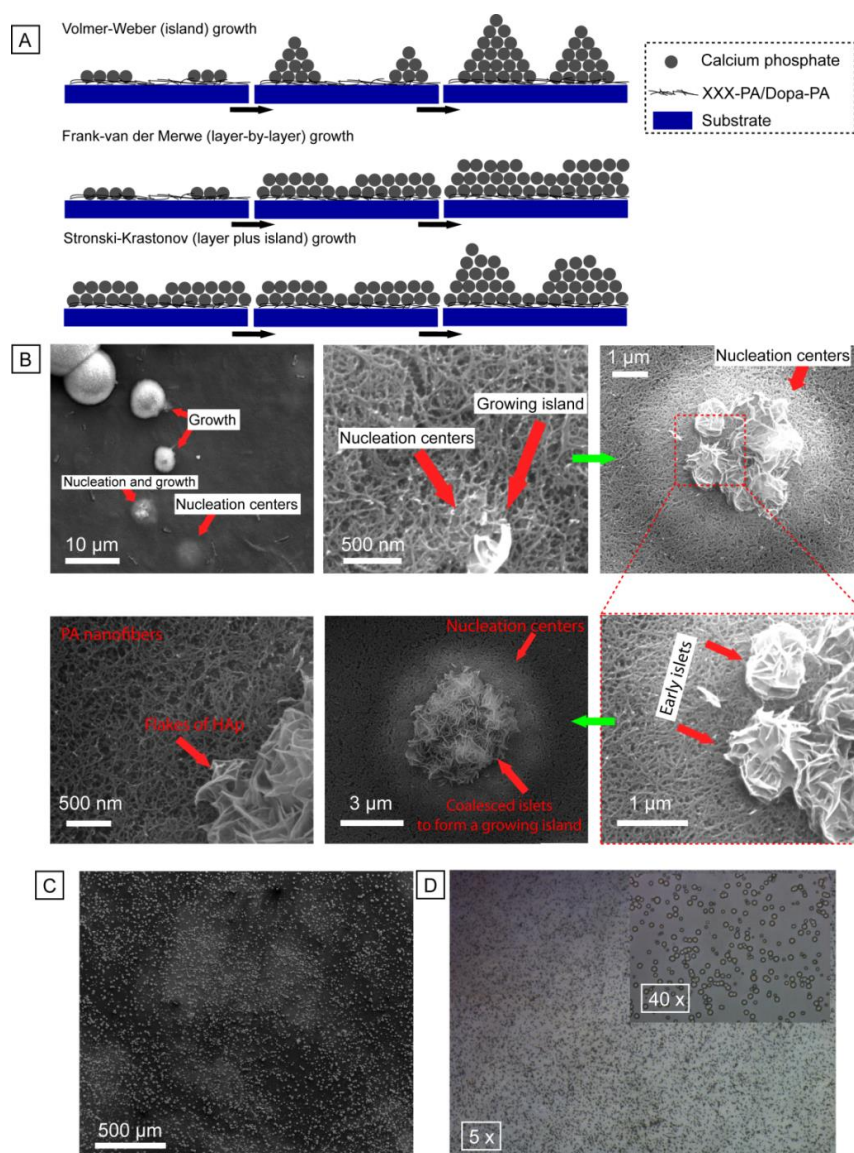 A
Volmer-Weber (island) growth
Calcium phosphate
XXX-PA/Dopa-PA
Substrate
Frank-van der Merwe (layer-by-layer) growth
Stronski-Krastonov (layer plus island) growth
B
Growth
Nucleation and growth
Nucleation centers
10 µm
Growing island
Nucleation centers
500 nm
1 µm
Nucleation centers
PA nanofibers
Flakes of HAp
500 nm
Nucleation centers
3 µm
Coalesced islets
to form a growing island
Early islets
1 µm
C
500 µm
D
40 x
5 x